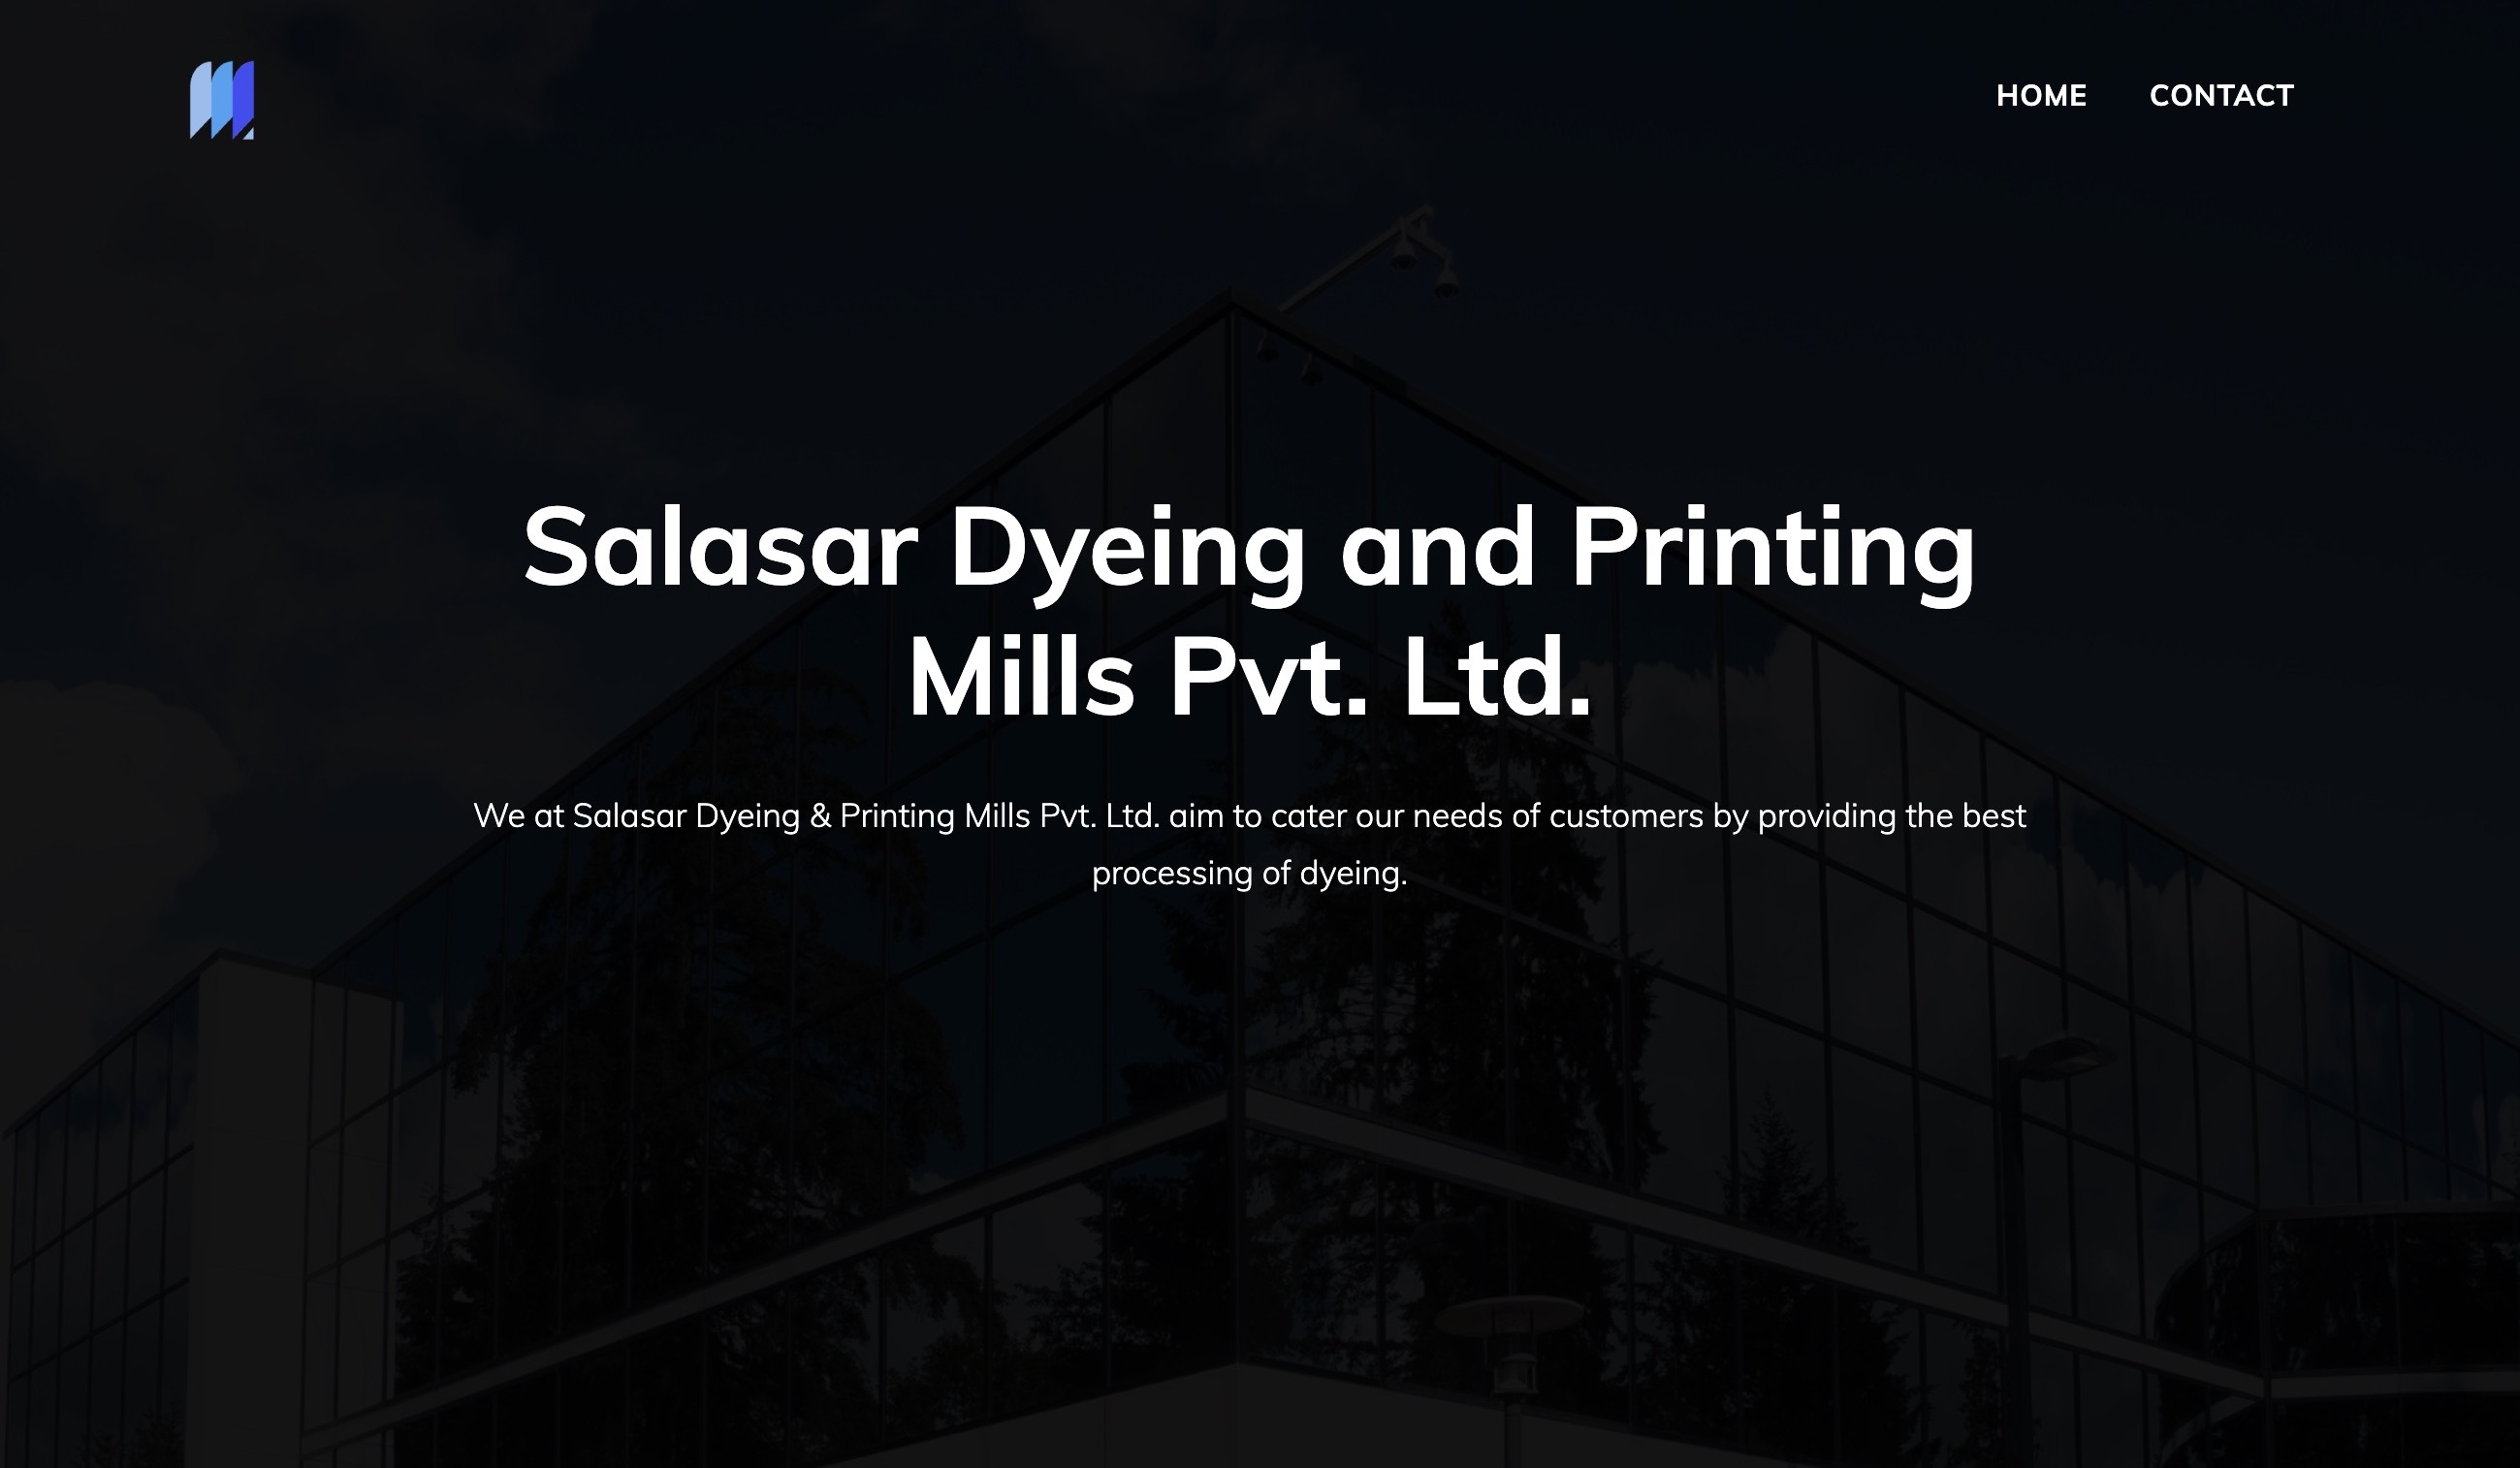 HOME CONTACT
Salasar Dyeing and Printing
Mills Pvt. Ltd.
We at Salasar Dyeing & Printing Mills Pvt. Ltd. aim to cater our needs of customers by providing the best
processing of dyeing.